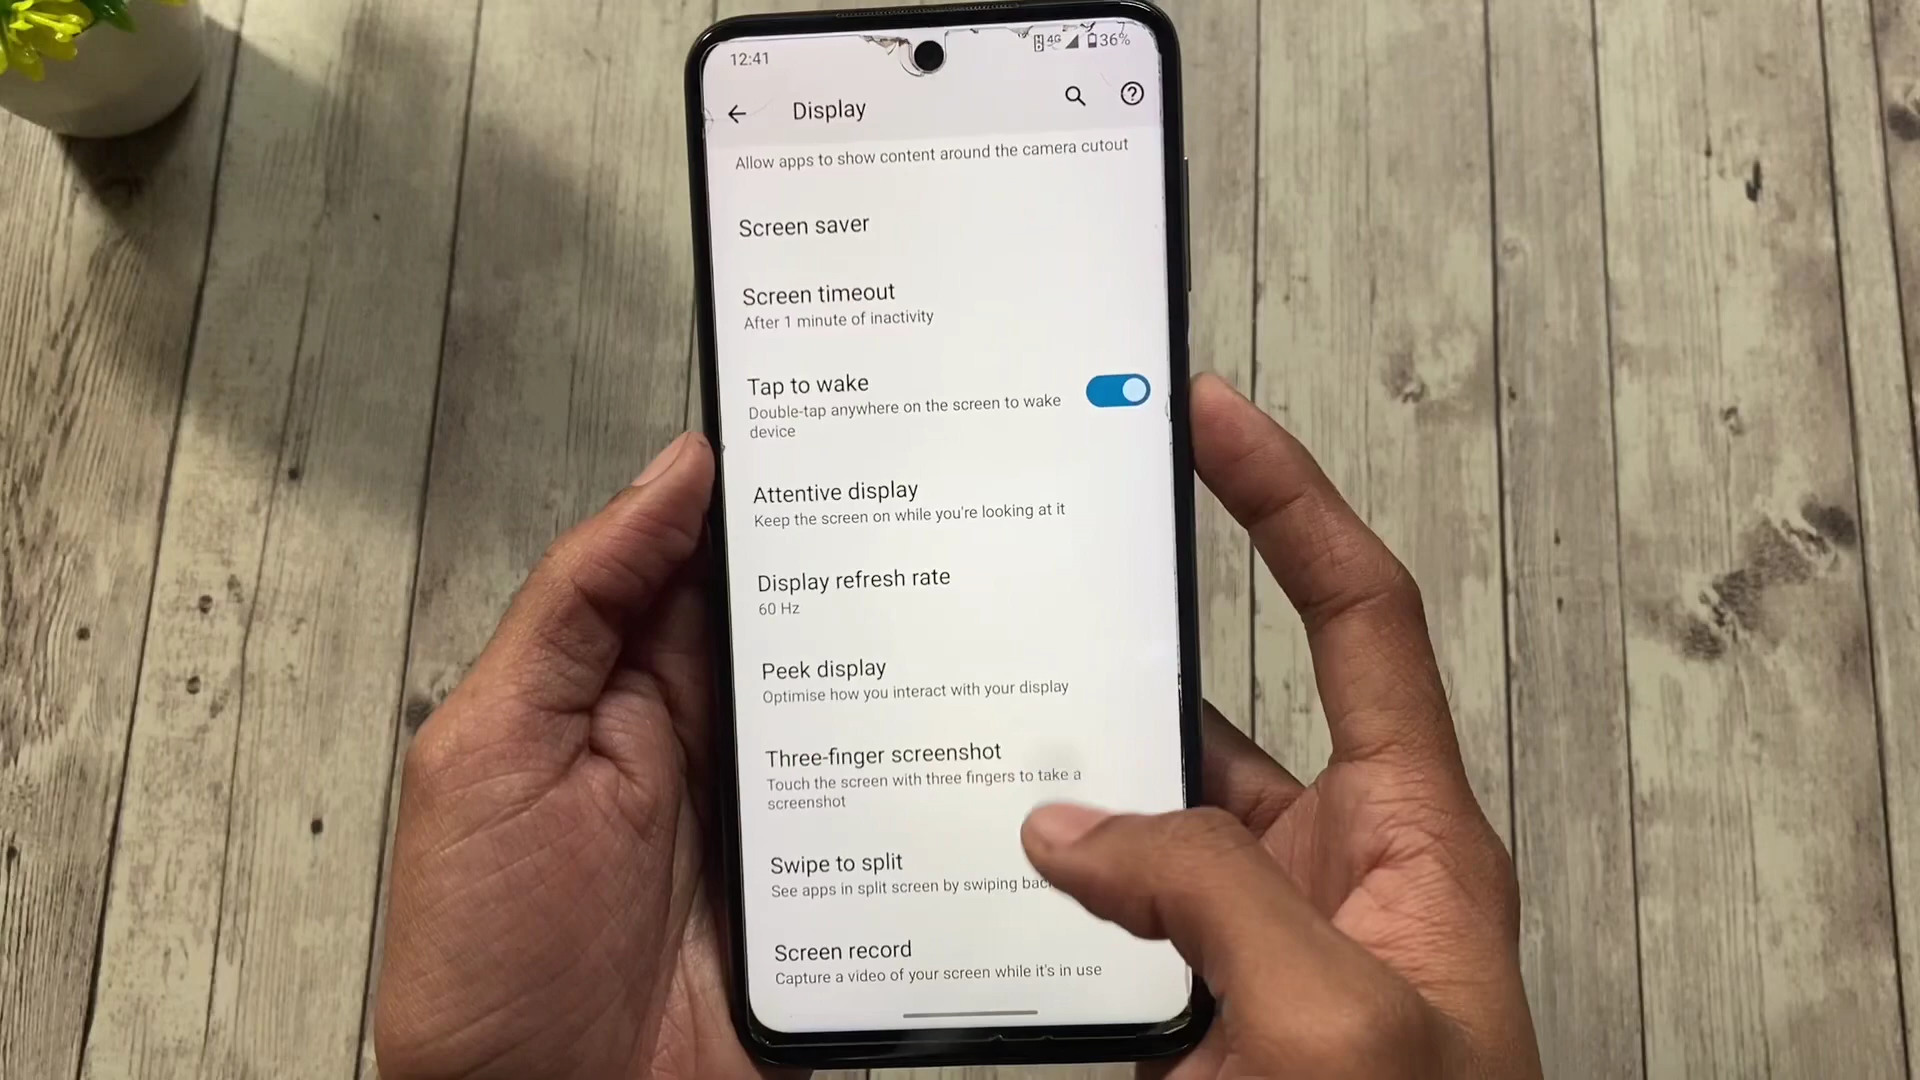 12:41
4G 36%
Display
Allow apps to show content around the camera cutout
Screen saver
Screen timeout
After 1 minute of inactivity
Tap to wake
Double-tap anywhere on the screen to wake
device
Attentive display
Keep the screen on while you're looking at it
Display refresh rate
60 Hz
Peek display
Optimise how you interact with your display
Three-finger screenshot
Touch the screen with three fingers to take a
screenshot
Swipe to split
See apps in split screen by swiping back
Screen record
Capture a video of your screen while it's in use